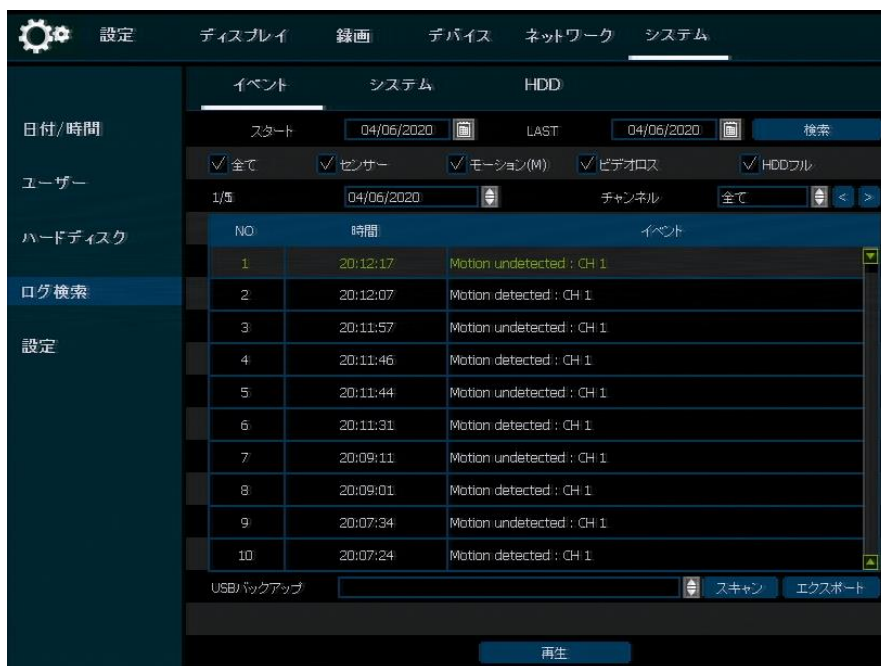 設定 ディスプレイ 録画 デバイス ネットワーク システム
イベント システム HDD
日付/時間
ユーザー
ハードディスク
ログ検索
設定
スタート 04/06/2020 LAST 04/06/2020 検索
全て センサー モーション(M) ビデオロス HDDフル
1/5 04/06/2020 チャンネル 全て < >
NO 時間 イベント
1 20:12:17 Motion undetected : CH 1
2 20:12:07 Motion detected : CH 1
3 20:11:57 Motion undetected : CH 1
4 20:11:46 Motion detected : CH 1
5 20:11:44 Motion undetected : CH 1
6 20:11:31 Motion detected : CH 1
7 20:09:11 Motion undetected : CH 1
8 20:09:01 Motion detected : CH 1
9 20:07:34 Motion undetected : CH 1
10 20:07:24 Motion detected : CH 1
USBバックアップ スキャン エクスポート
再生